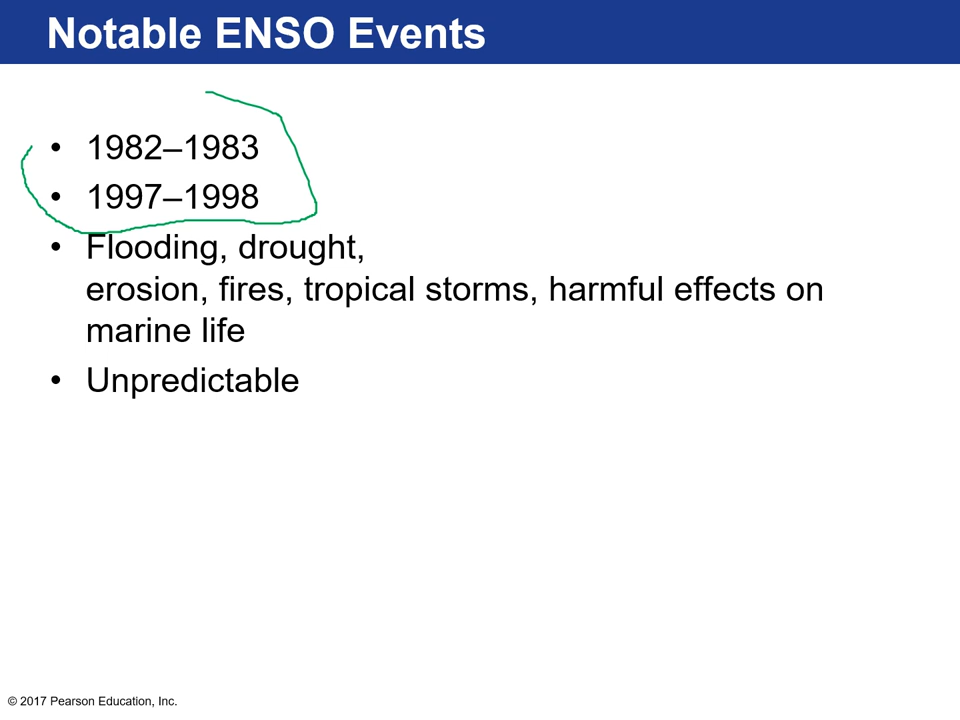 Notable ENSO Events
• 1982–1983
• 1997–1998
• Flooding, drought,
erosion, fires, tropical storms, harmful effects on
marine life
• Unpredictable
© 2017 Pearson Education, Inc.